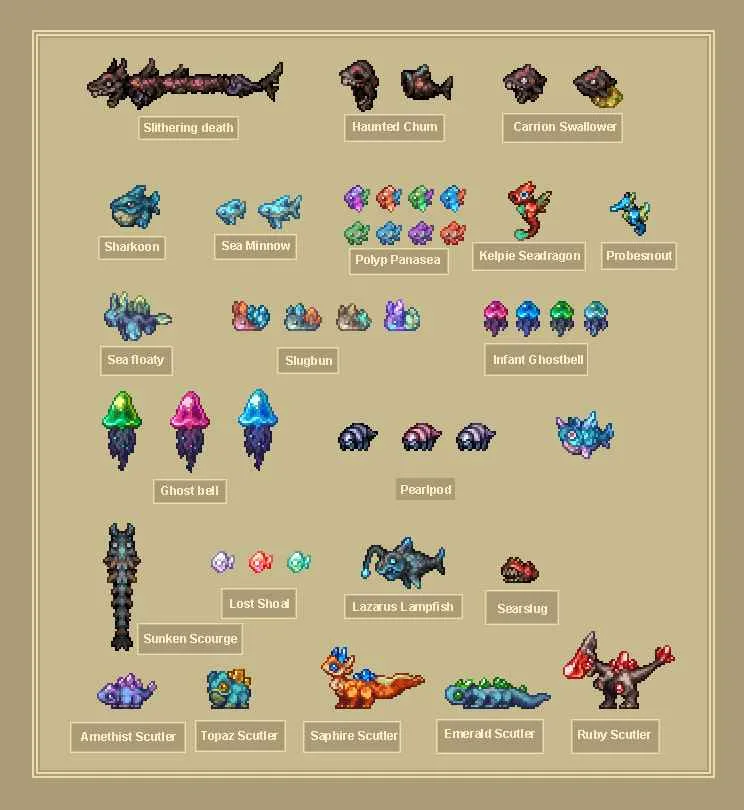 Slithering death
Haunted Chum
Carrion Swallower
Sharkoon
Sea Minnow
Polyp Panasea
Kelpie Seadragon
Probesnout
Sea floaty
Slugbun
Infant Ghostbell
Ghost bell
Pearlpod
Lost Shoal
Lazarus Lampfish
Searslug
Sunken Scourge
Amethist Scutler
Topaz Scutler
Saphire Scutler
Emerald Scutler
Ruby Scutler